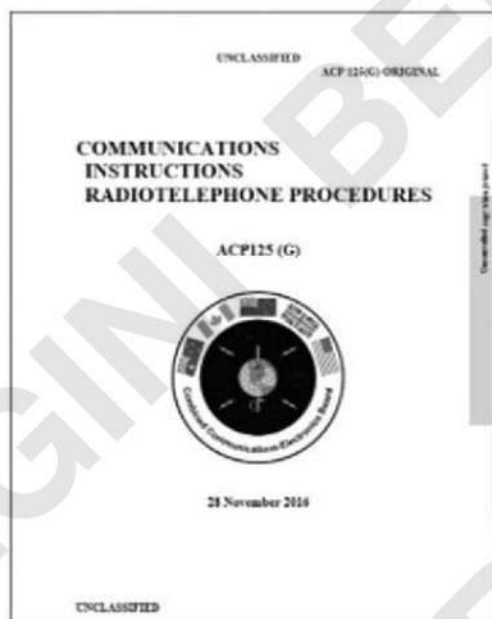 UNCLASSIFIED
ACP 125(G) ORIGINAL
COMMUNICATIONS
INSTRUCTIONS
RADIOTELEPHONE PROCEDURES
ACP125 (G)
Combined Communications-Electronics Board
28 November 2016
UNCLASSIFIED